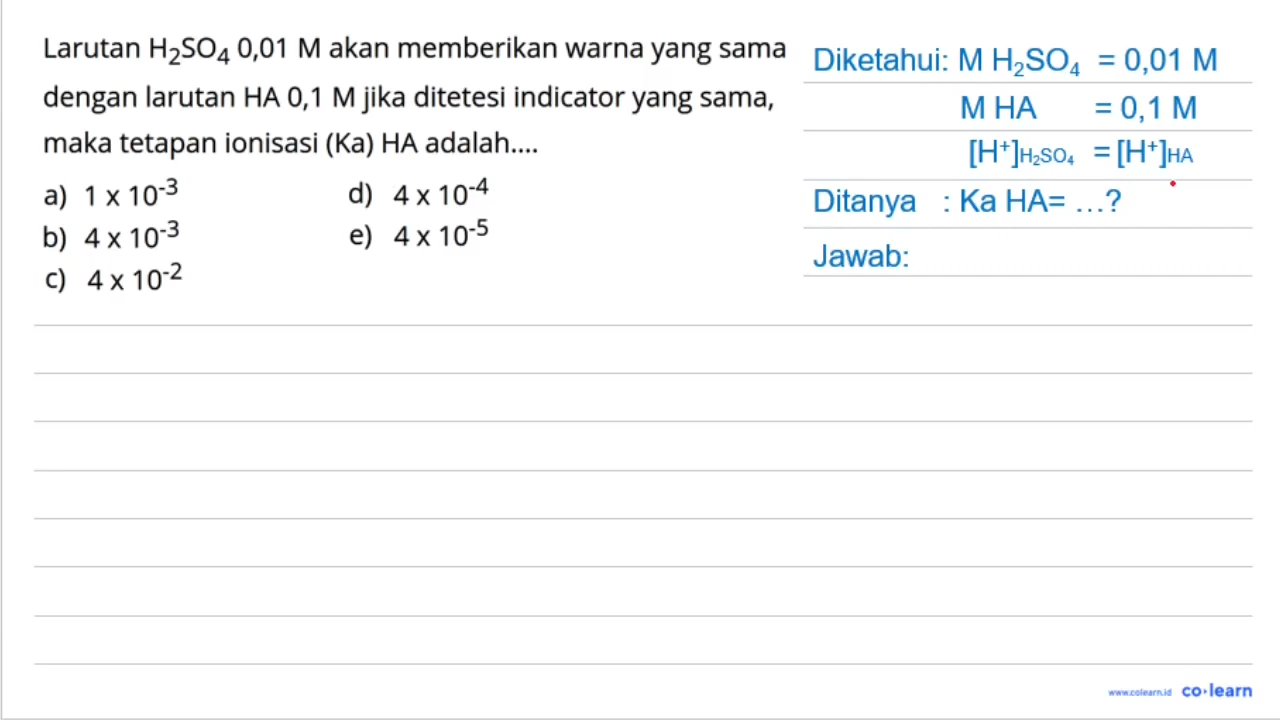 Larutan H₂SO₄ 0,01 M akan memberikan warna yang sama
dengan larutan HA 0,1 M jika ditetesi indicator yang sama,
maka tetapan ionisasi (Ka) HA adalah....
a) 1 x 10⁻³
b) 4 x 10⁻³
c) 4 x 10⁻²
d) 4 x 10⁻⁴
e) 4 x 10⁻⁵
Diketahui: M H₂SO₄ = 0,01 M
M HA = 0,1 M
[H⁺]H₂SO₄ = [H⁺]HA
Ditanya : Ka HA= ...?
Jawab:
www.colearn.id co·learn